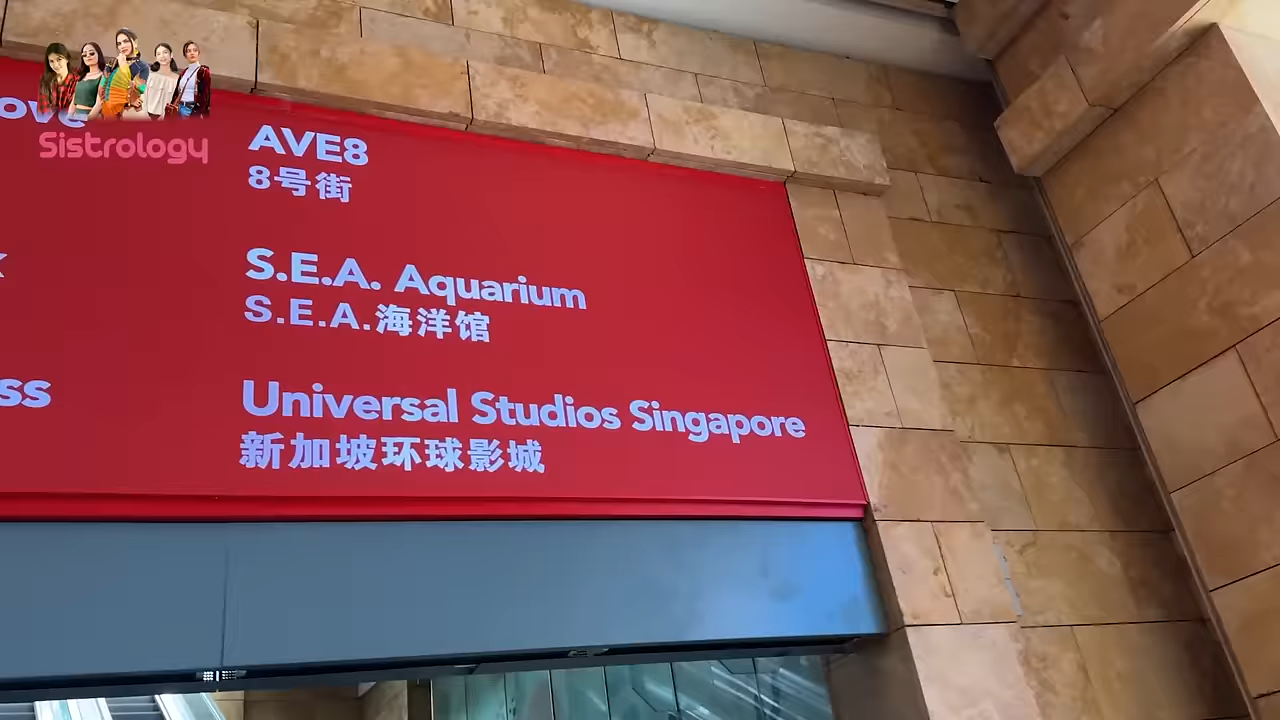 Sistrology
AVE8
8号街
S.E.A. Aquarium
S.E.A.海洋馆
ss
Universal Studios Singapore
新加坡环球影城